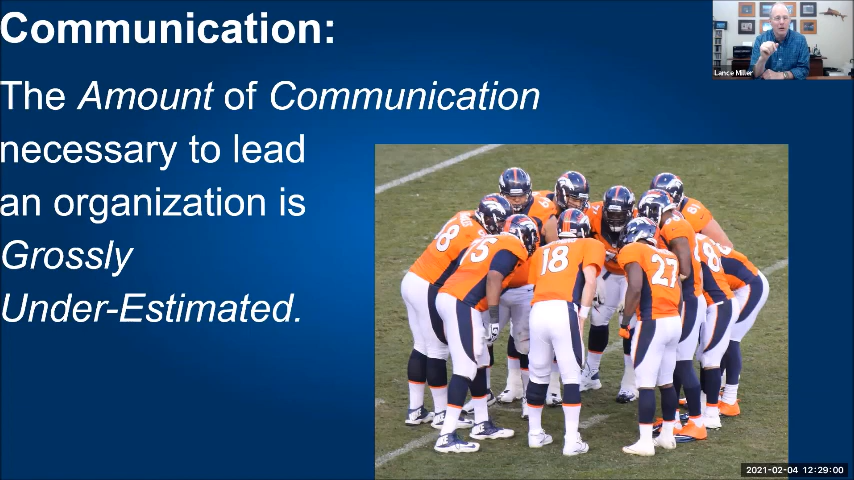 Communication:
The Amount of Communication
necessary to lead
an organization is
Grossly
Under-Estimated.
Lance Miller
18
27
2021-02-04 12:29:00